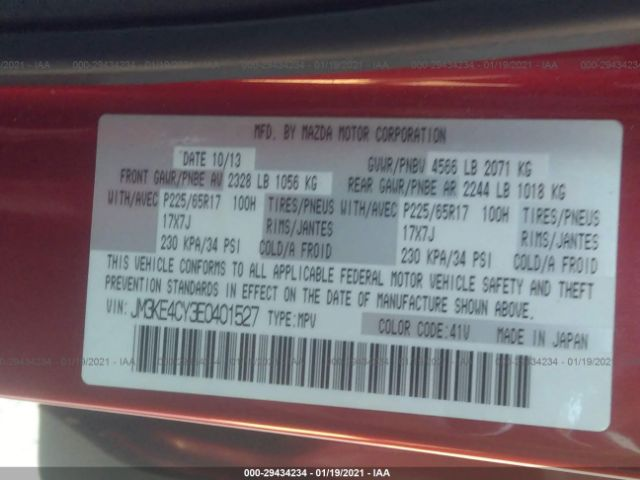 000-29434234 - 01/19/2021 - IAA
MFD. BY MAZDA MOTOR CORPORATION
DATE 10/13 GVWR/PNBV 4566 LB 2071 KG
FRONT GAWR/PNBE AV 2328 LB 1056 KG REAR GAWR/PNBE AR 2244 LB 1018 KG
WITH/AVEC P225/65R17 100H TIRES/PNEUS WITH/AVEC P225/65R17 100H TIRES/PNEUS
17X7J RIMS/JANTES 17X7J RIMS/JANTES
230 KPA/34 PSI COLD/A FROID 230 KPA/34 PSI COLD/A FROID
THIS VEHICLE CONFORMS TO ALL APPLICABLE FEDERAL MOTOR VEHICLE SAFETY AND THEFT
PREVENTION STANDARDS IN EFFECT ON THE DATE OF MANUFACTURE SHOWN ABOVE.
VIN: JM3KE4CY3E0401527 TYPE:MPV COLOR CODE:41V MADE IN JAPAN
000-29434234 - 01/19/2021 - IAA